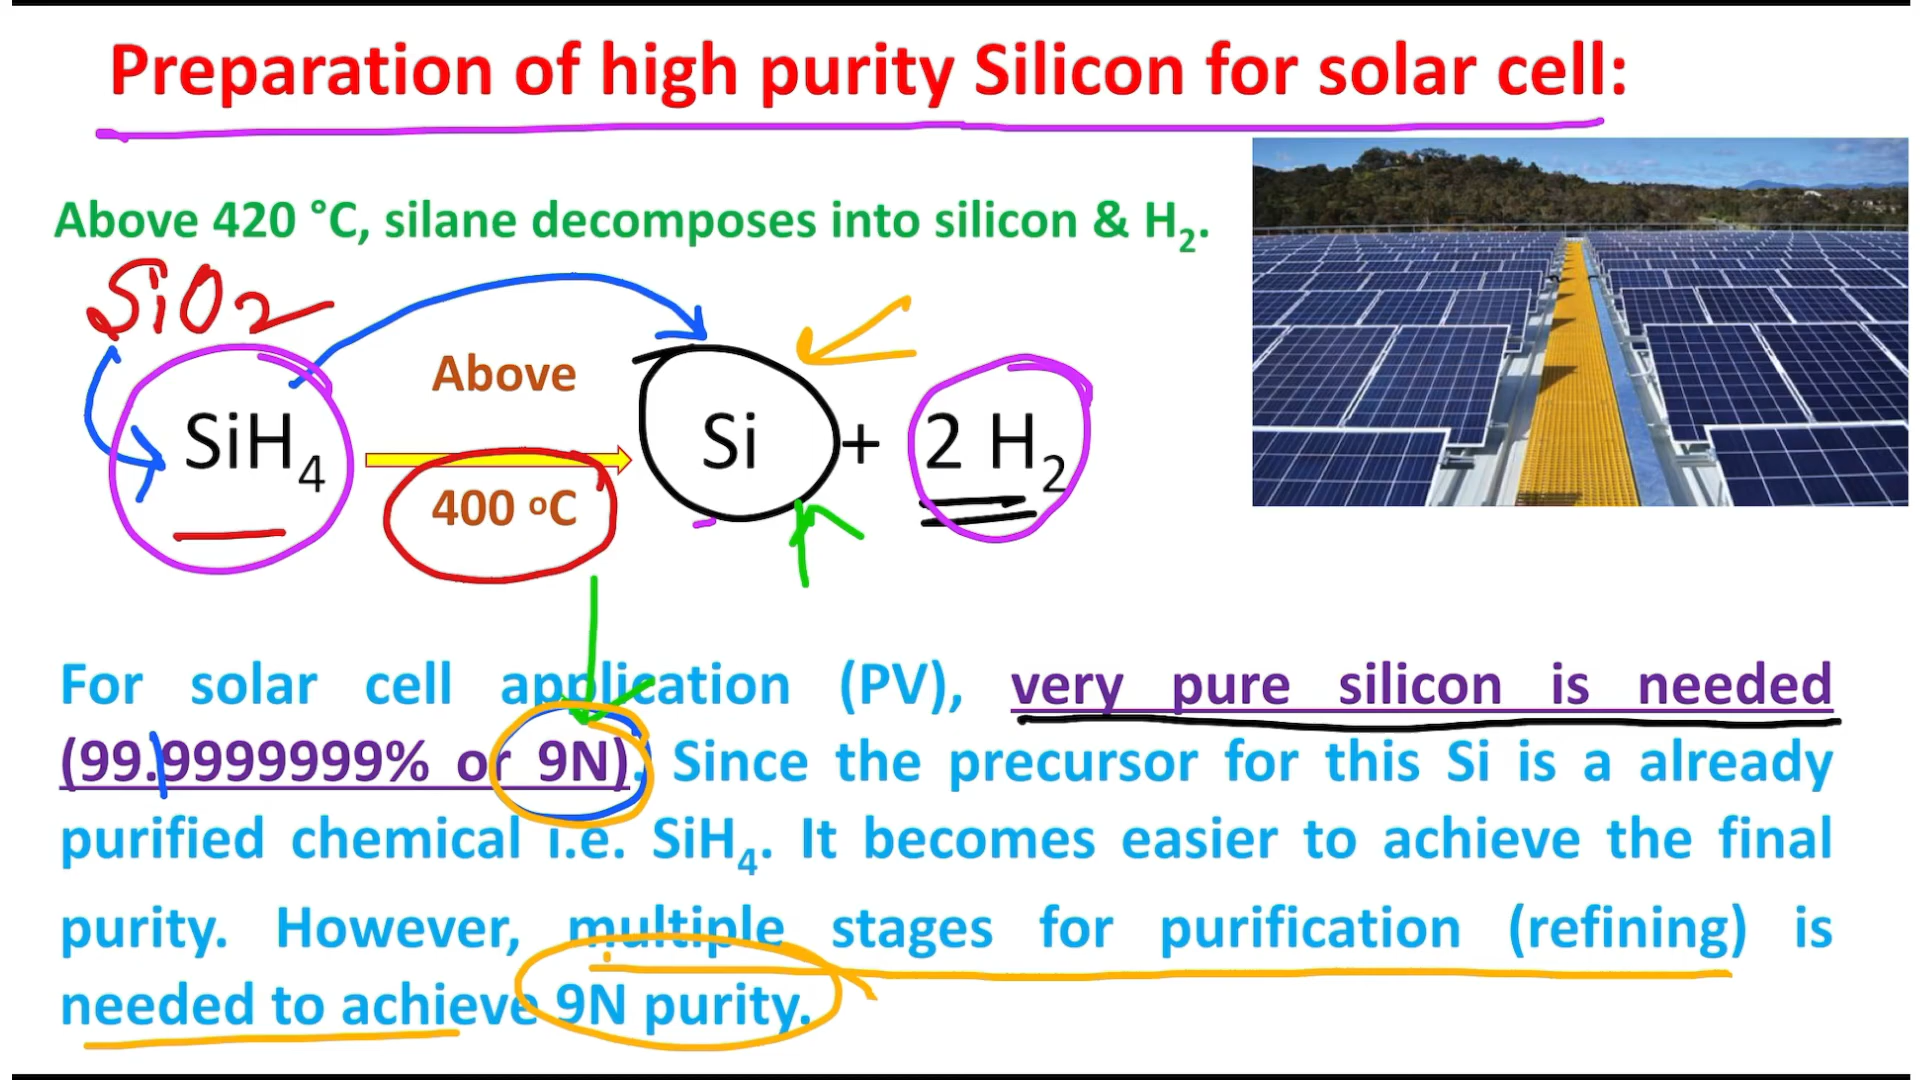 Preparation of high purity Silicon for solar cell:
Above 420 °C, silane decomposes into silicon & H₂.
SiO₂
Above
SiH₄ Si + 2 H₂
400 ᵒC
For solar cell application (PV), very pure silicon is needed
(99.9999999% or 9N). Since the precursor for this Si is a already
purified chemical i.e. SiH₄. It becomes easier to achieve the final
purity. However, multiple stages for purification (refining) is
needed to achieve 9N purity.